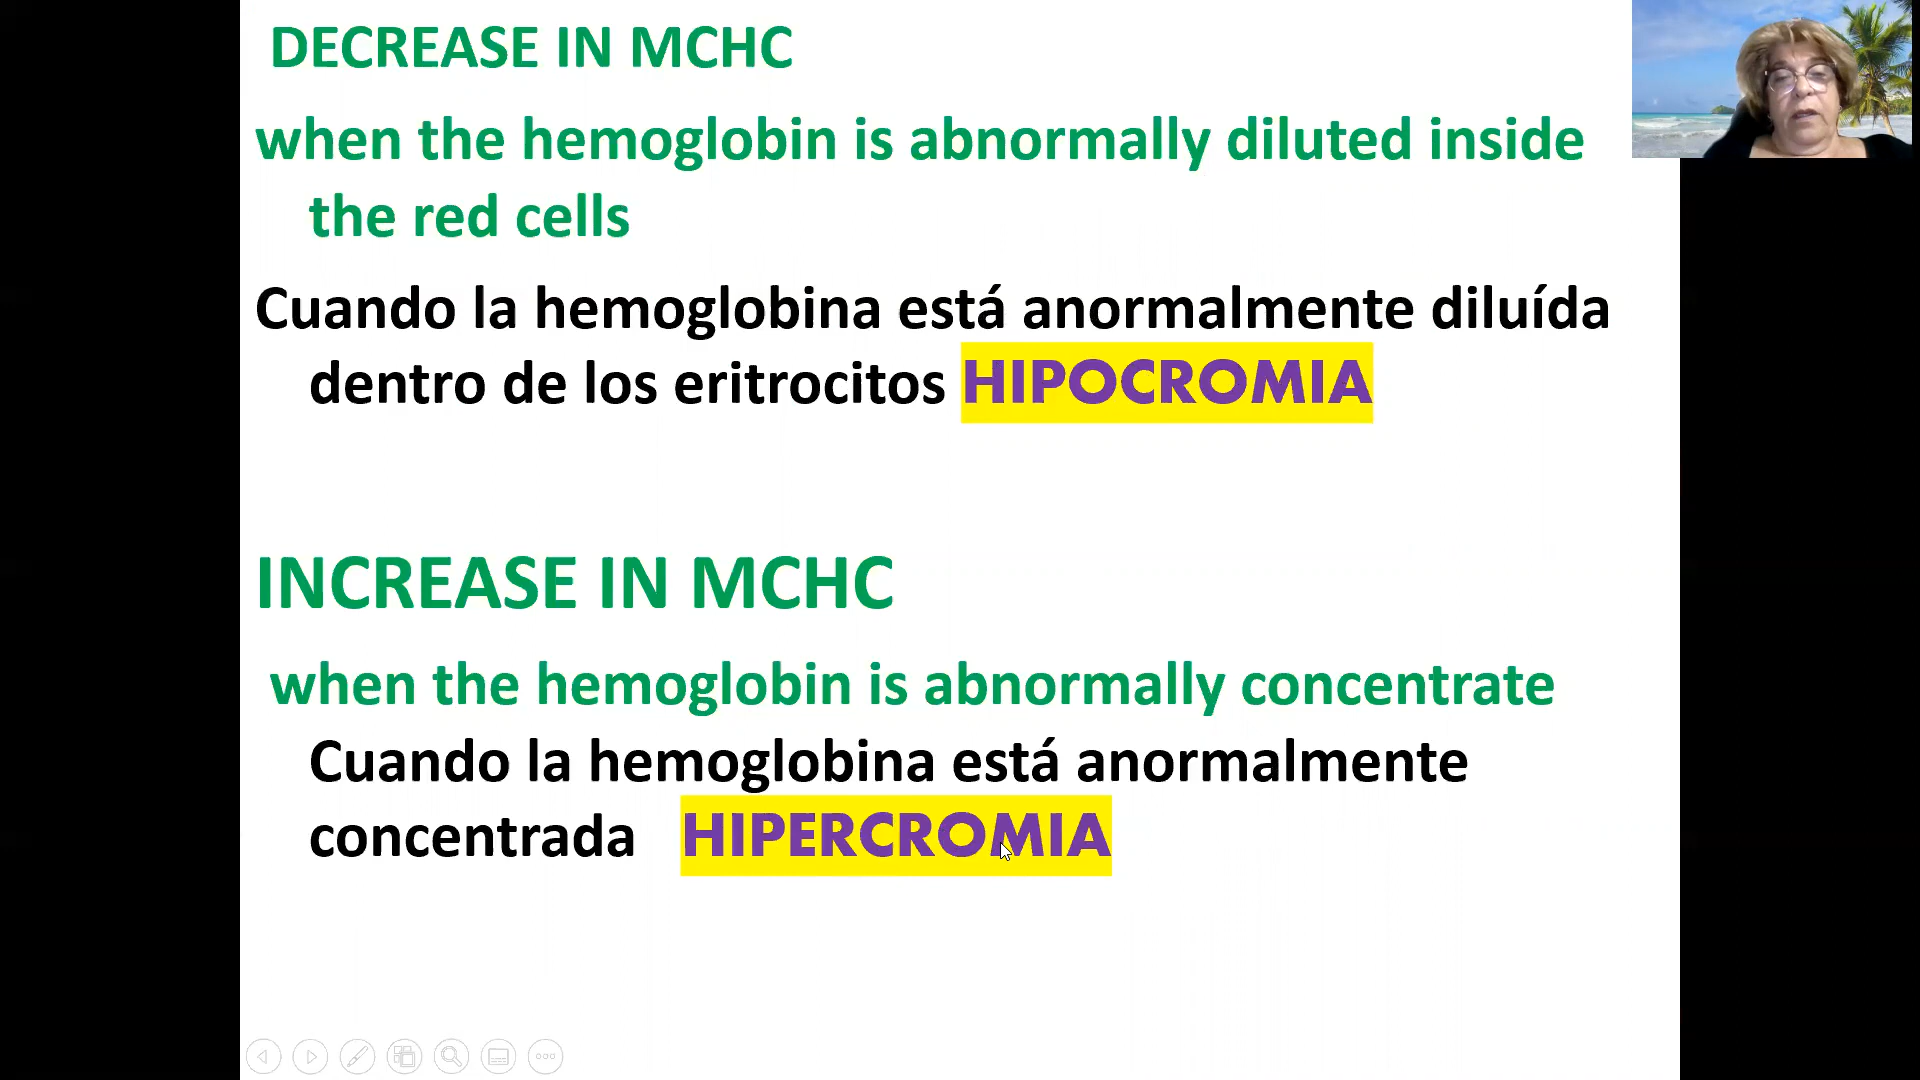 DECREASE IN MCHC
when the hemoglobin is abnormally diluted inside
the red cells
Cuando la hemoglobina está anormalmente diluída
dentro de los eritrocitos HIPOCROMIA
INCREASE IN MCHC
when the hemoglobin is abnormally concentrate
Cuando la hemoglobina está anormalmente
concentrada HIPERCROMIA